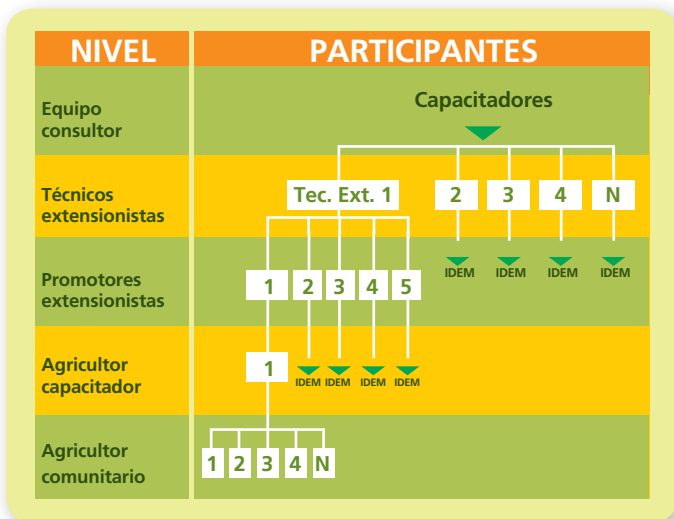 NIVEL
PARTICIPANTES
Equipo
consultor
Capacitadores
Técnicos
extensionistas
Tec. Ext. 1
2
3
4
N
Promotores
extensionistas
1
2
3
4
5
IDEM
IDEM
IDEM
IDEM
Agricultor
capacitador
1
IDEM
IDEM
IDEM
IDEM
Agricultor
comunitario
1
2
3
4
N